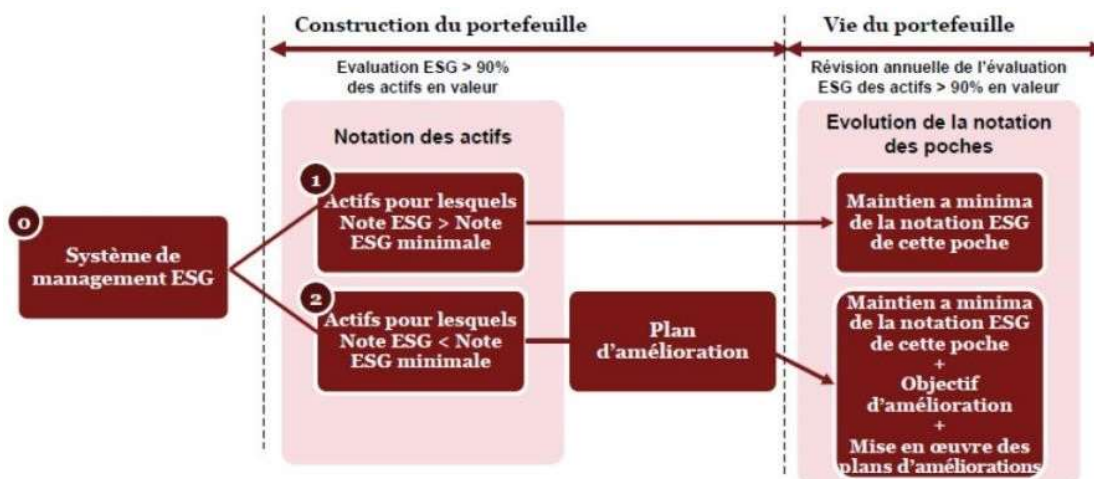 Construction du portefeuille
Vie du portefeuille
Evaluation ESG > 90%
des actifs en valeur
Révision annuelle de l'évaluation
ESG des actifs > 90% en valeur
Notation des actifs
Evolution de la notation
des poches
0
Système de
management ESG
1
Actifs pour lesquels
Note ESG > Note
ESG minimale
Maintien a minima
de la notation ESG
de cette poche
2
Actifs pour lesquels
Note ESG < Note
ESG minimale
Plan
d'amélioration
Maintien a minima
de la notation ESG
de cette poche
+
Objectif
d'amélioration
+
Mise en œuvre des
plans d'améliorations